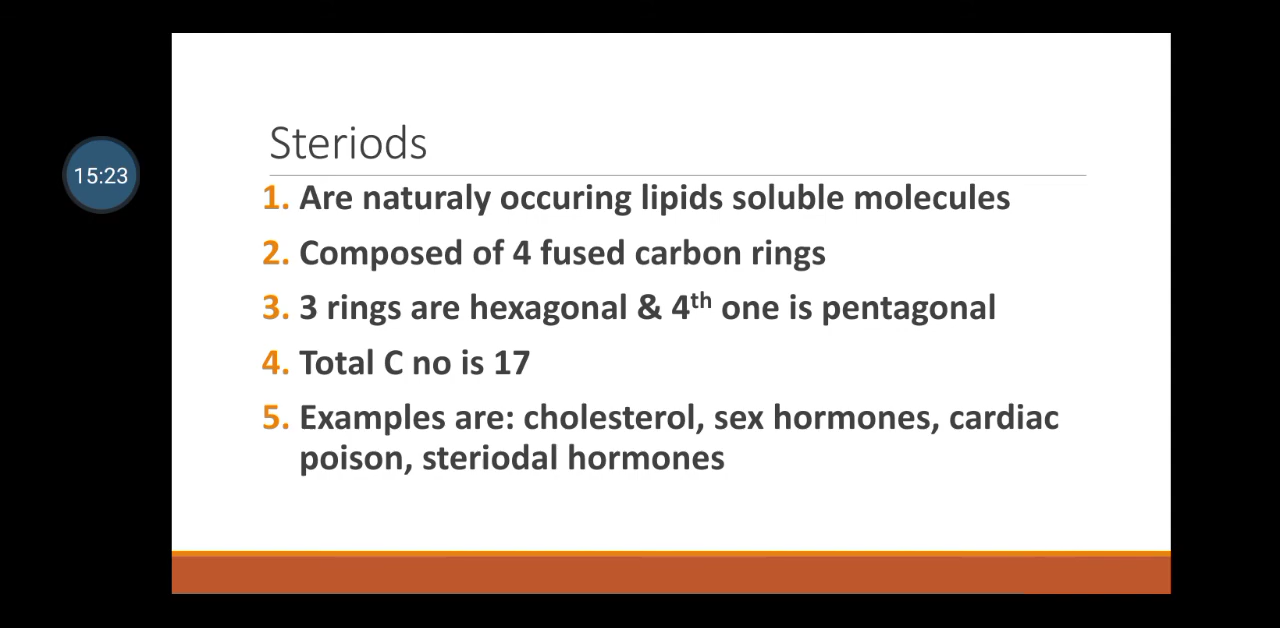 Steriods
15:23
1. Are naturaly occuring lipids soluble molecules
2. Composed of 4 fused carbon rings
3. 3 rings are hexagonal & 4th one is pentagonal
4. Total C no is 17
5. Examples are: cholesterol, sex hormones, cardiac
poison, steriodal hormones